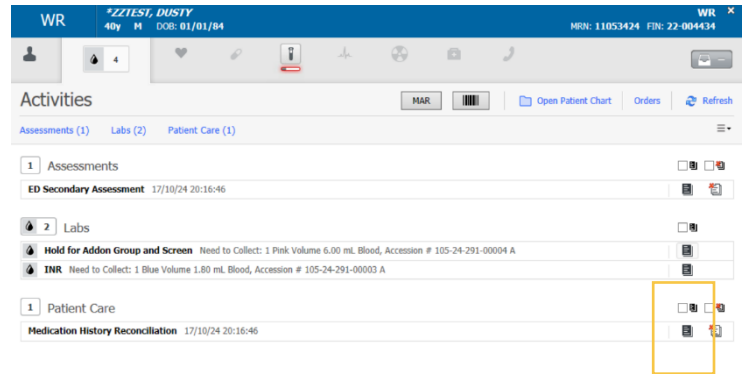 WR *ZZTEST, DUSTY WR ×
40y M DOB: 01/01/84 MRN: 11053424 FIN: 22-004434
4
Activities MAR Open Patient Chart Orders Refresh
Assessments (1) Labs (2) Patient Care (1)
1 Assessments
ED Secondary Assessment 17/10/24 20:16:46
2 Labs
Hold for Addon Group and Screen Need to Collect: 1 Pink Volume 6.00 mL Blood, Accession # 105-24-291-00004 A
INR Need to Collect: 1 Blue Volume 1.80 mL Blood, Accession # 105-24-291-00003 A
1 Patient Care
Medication History Reconciliation 17/10/24 20:16:46